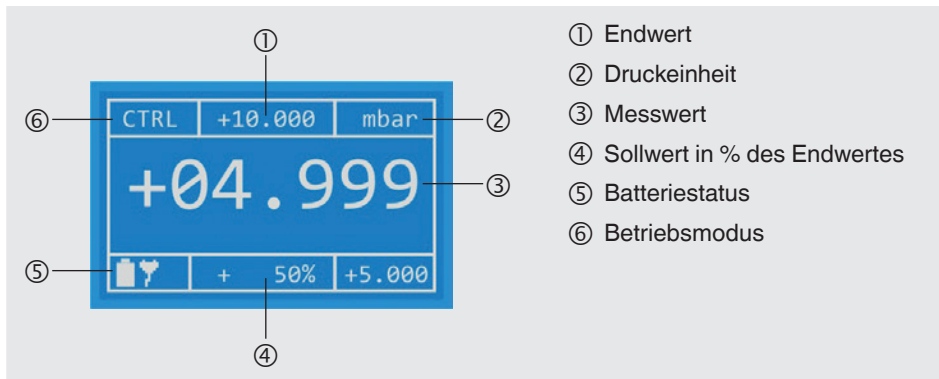 ①
⑥ CTRL +10.000 mbar ②
+04.999 ③
⑤ + 50% +5.000
④
① Endwert
② Druckeinheit
③ Messwert
④ Sollwert in % des Endwertes
⑤ Batteriestatus
⑥ Betriebsmodus